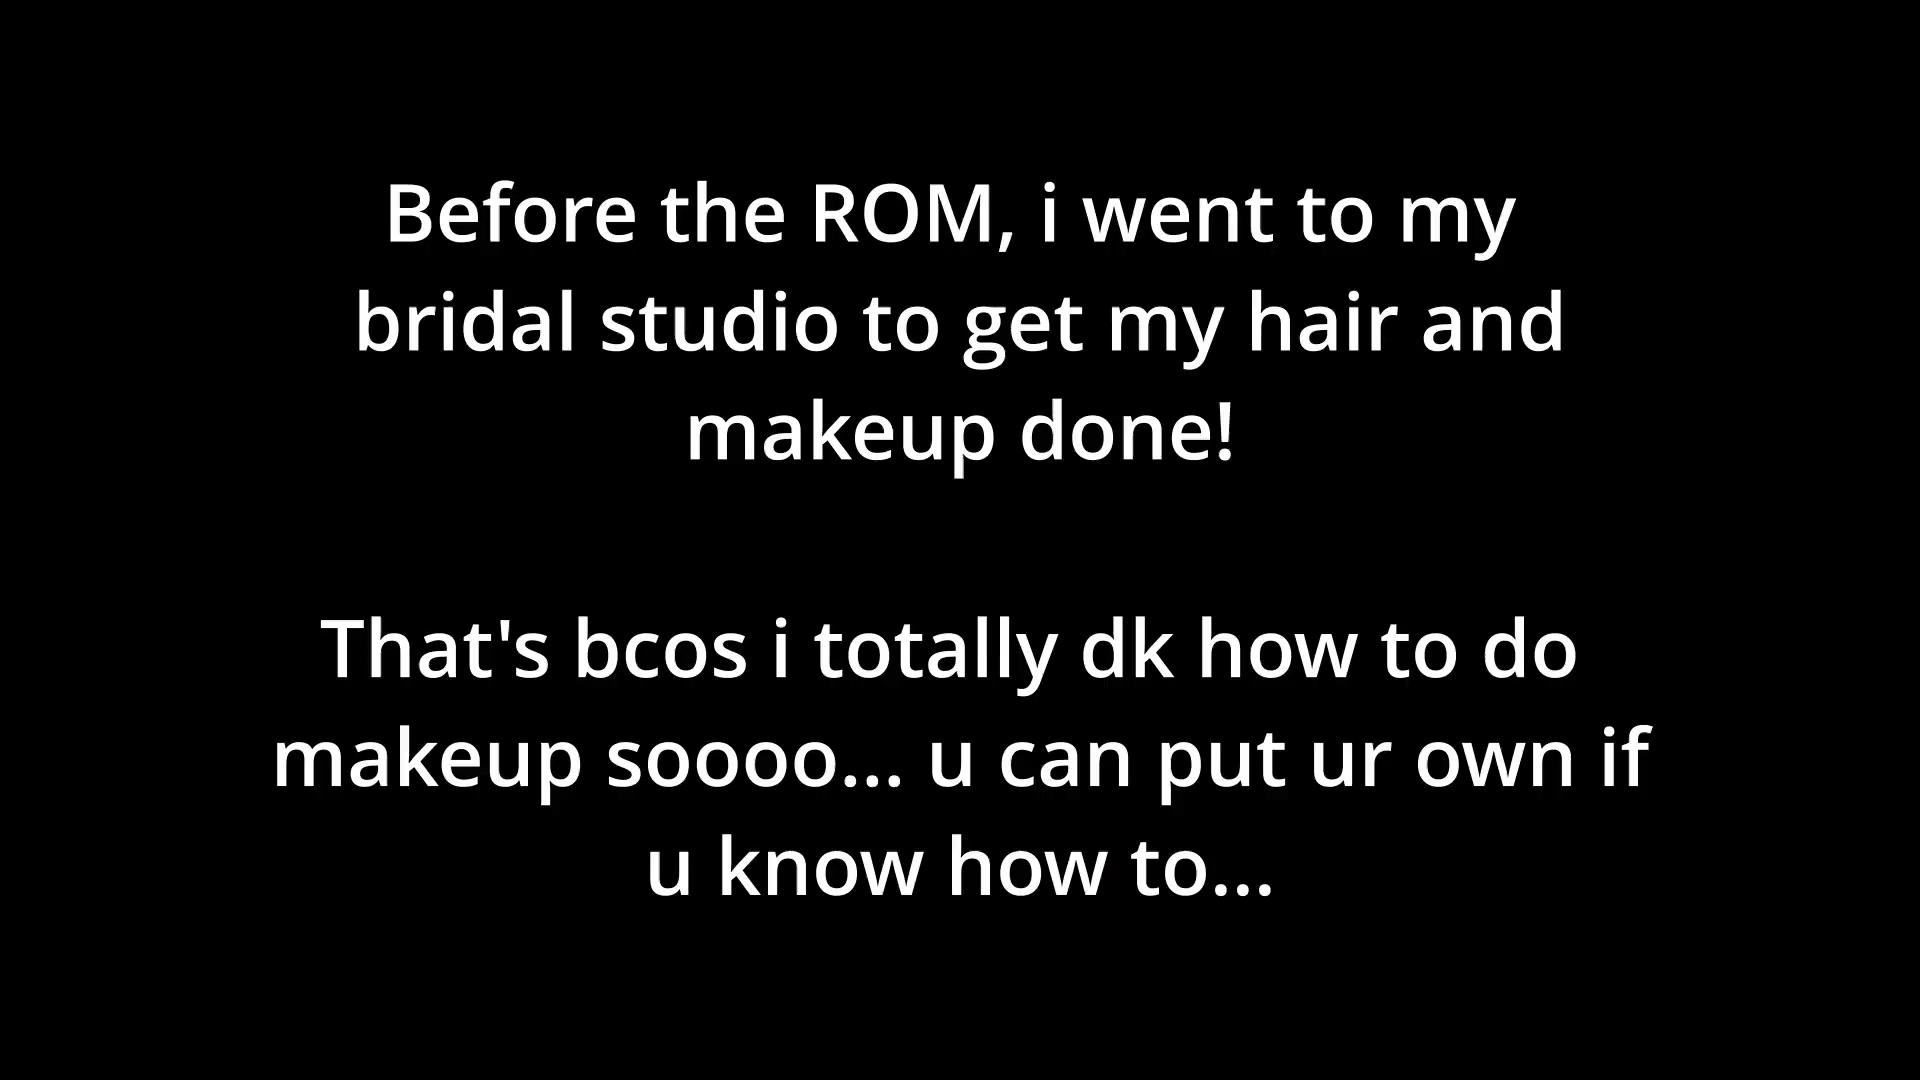 Before the ROM, i went to my
bridal studio to get my hair and
makeup done!
That's bcos i totally dk how to do
makeup soooo... u can put ur own if
u know how to...